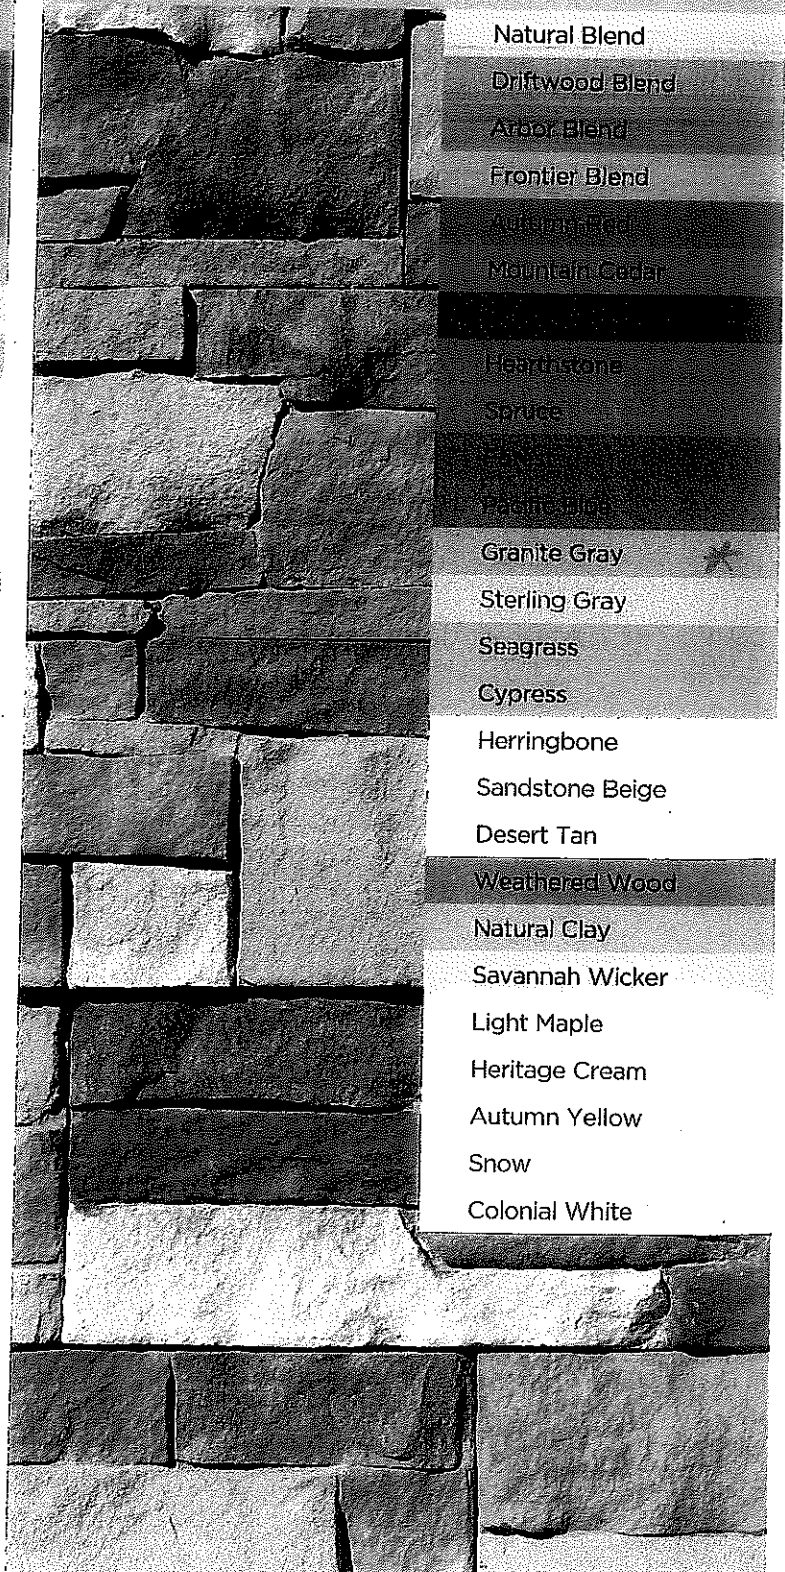 Natural Blend
Driftwood Blend
Arbor Blend
Frontier Blend
Autumn Red
Mountain Cedar
Hearthstone
Spruce
Pacific Blue
Granite Gray
Sterling Gray
Seagrass
Cypress
Herringbone
Sandstone Beige
Desert Tan
Weathered Wood
Natural Clay
Savannah Wicker
Light Maple
Heritage Cream
Autumn Yellow
Snow
Colonial White